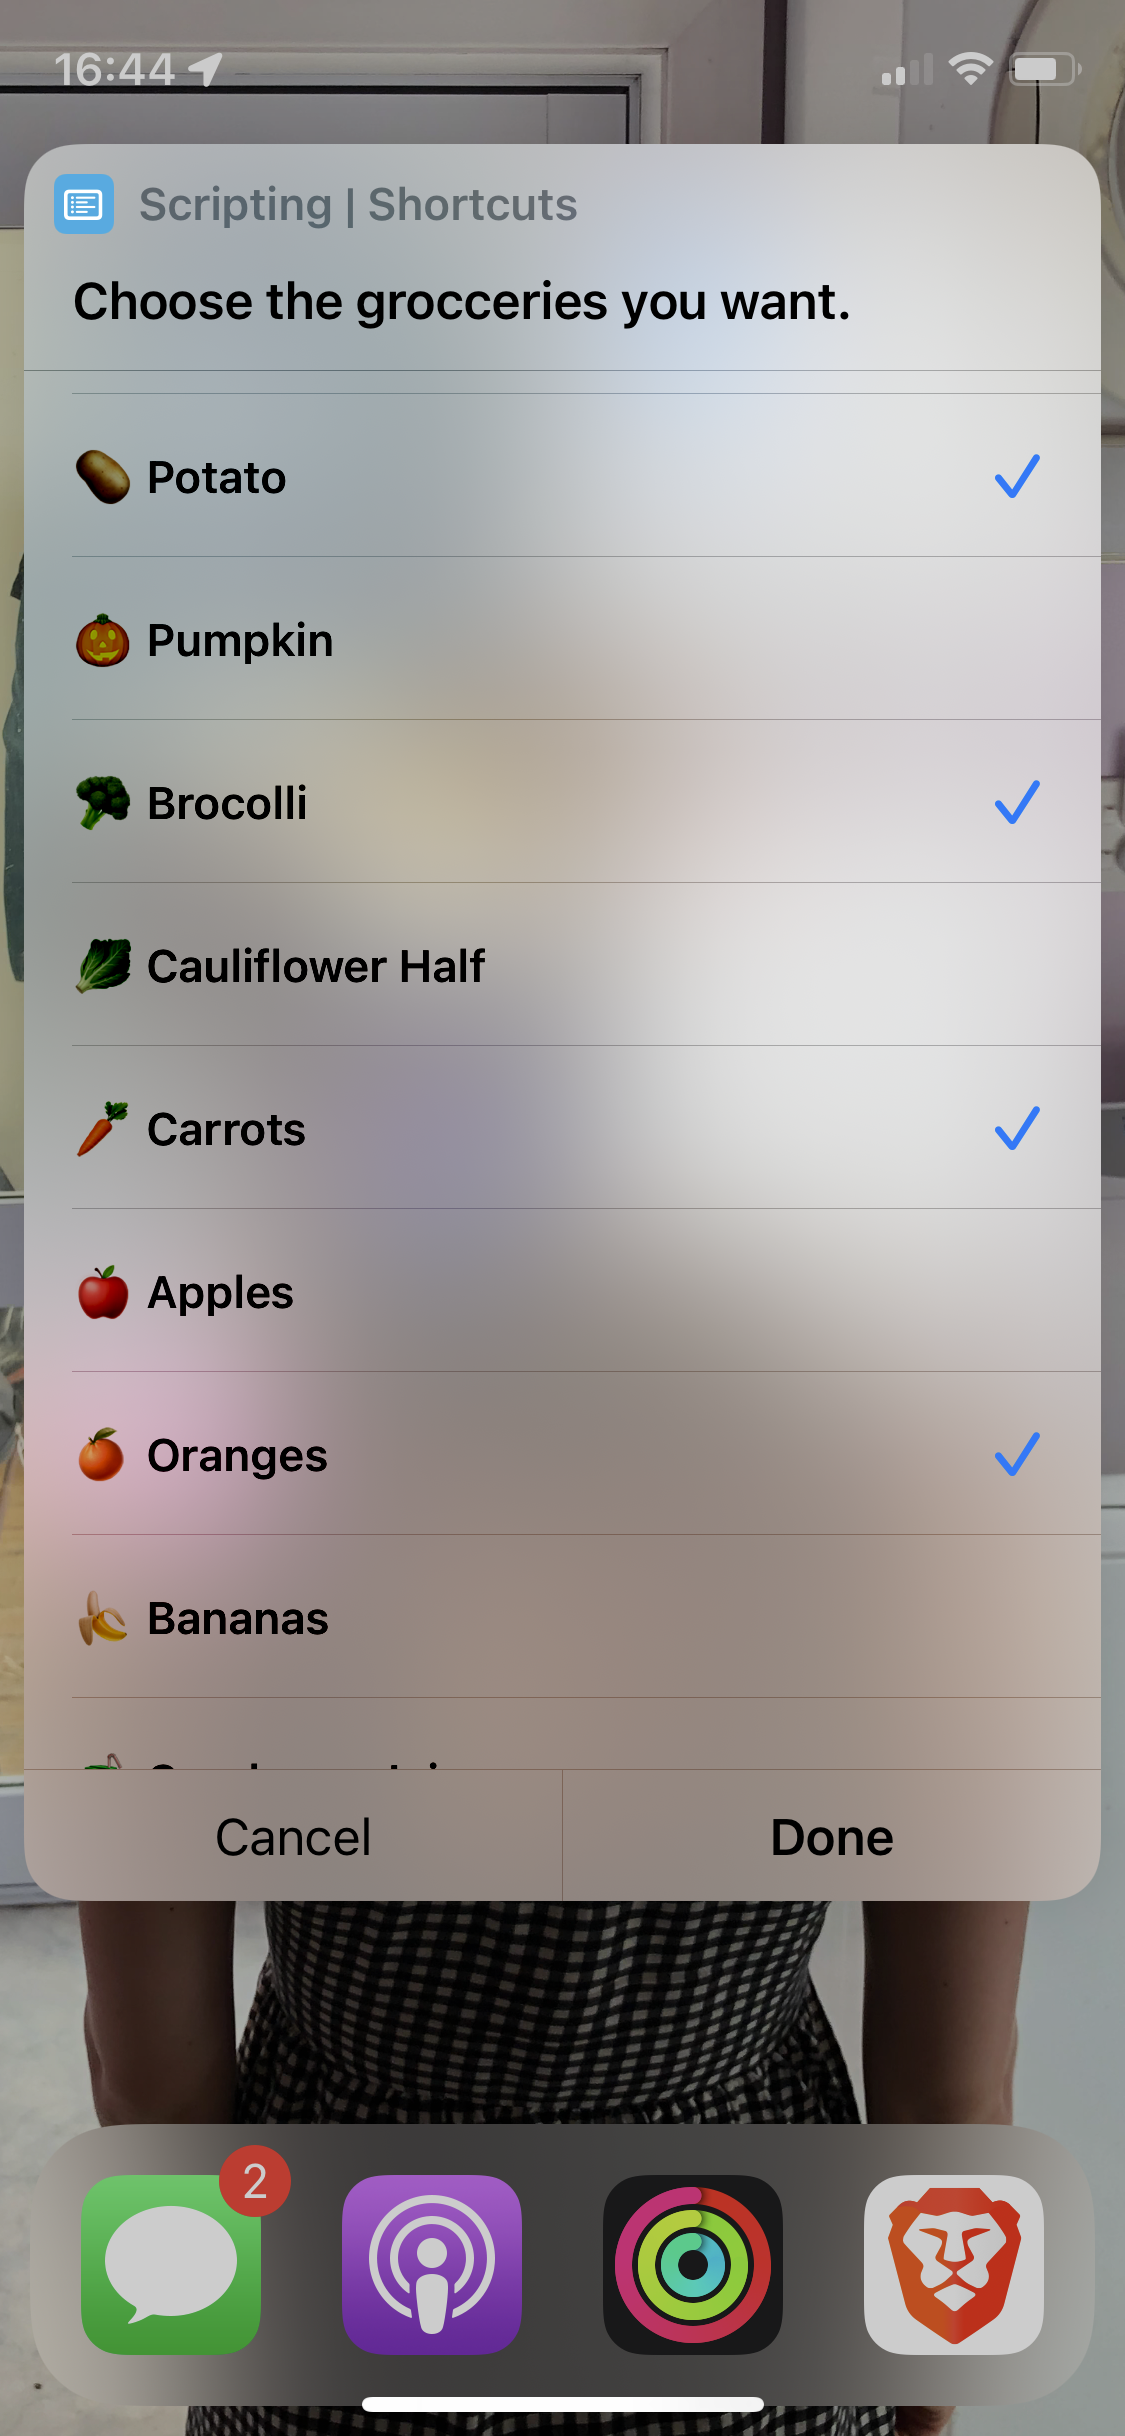 16:44
Scripting | Shortcuts
Choose the grocceries you want.
Potato
Pumpkin
Brocolli
Cauliflower Half
Carrots
Apples
Oranges
Bananas
Cancel
Done
2